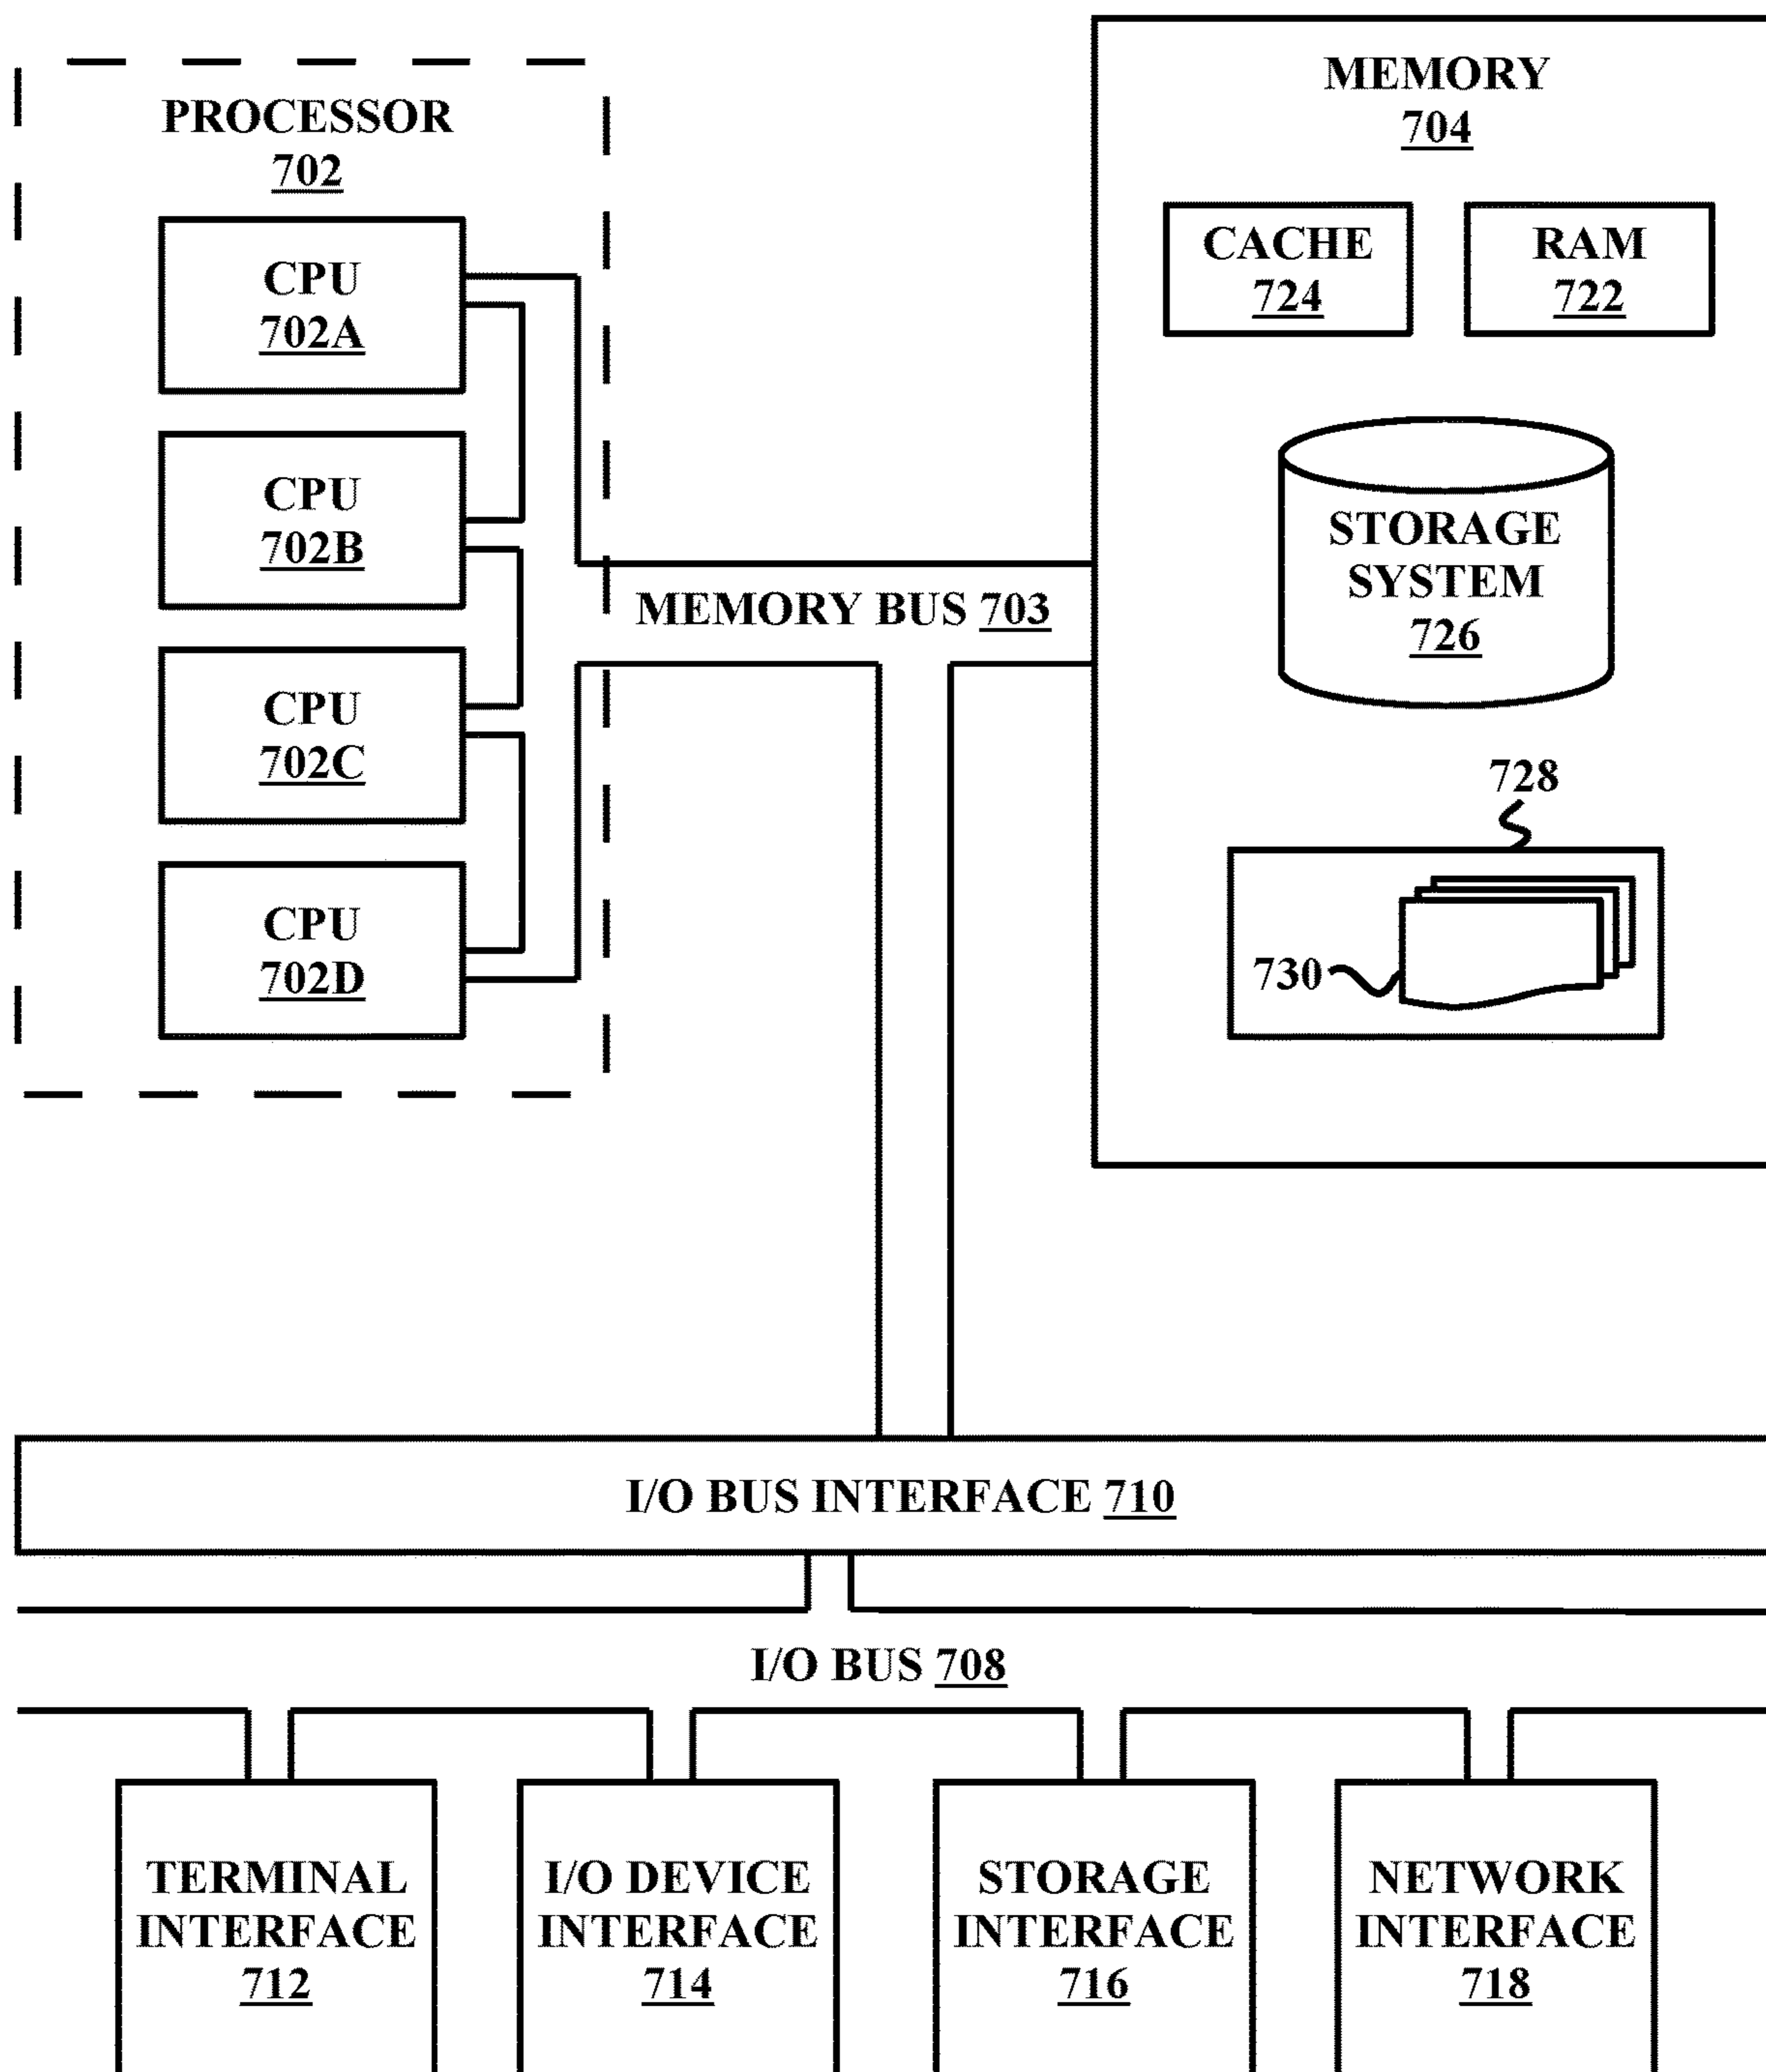 PROCESSOR
702
CPU
702A
CPU
702B
CPU
702C
CPU
702D
MEMORY BUS 703
MEMORY
704
CACHE
724
RAM
722
STORAGE
SYSTEM
726
728
730
I/O BUS INTERFACE 710
I/O BUS 708
TERMINAL
INTERFACE
712
I/O DEVICE
INTERFACE
714
STORAGE
INTERFACE
716
NETWORK
INTERFACE
718